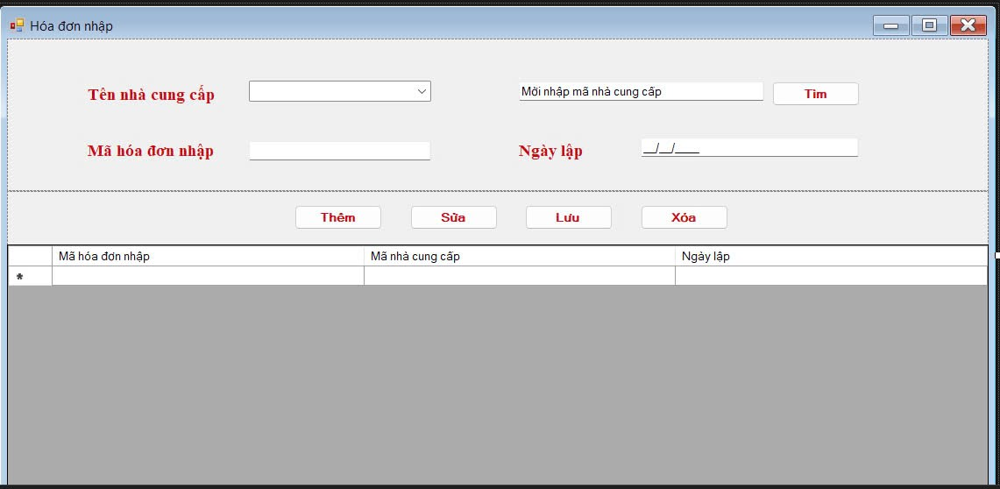 Hóa đơn nhập
Tên nhà cung cấp
Mời nhập mã nhà cung cấp
Tìm
Mã hóa đơn nhập
Ngày lập
__/__/____
Thêm
Sửa
Lưu
Xóa
Mã hóa đơn nhập
Mã nhà cung cấp
Ngày lập
*